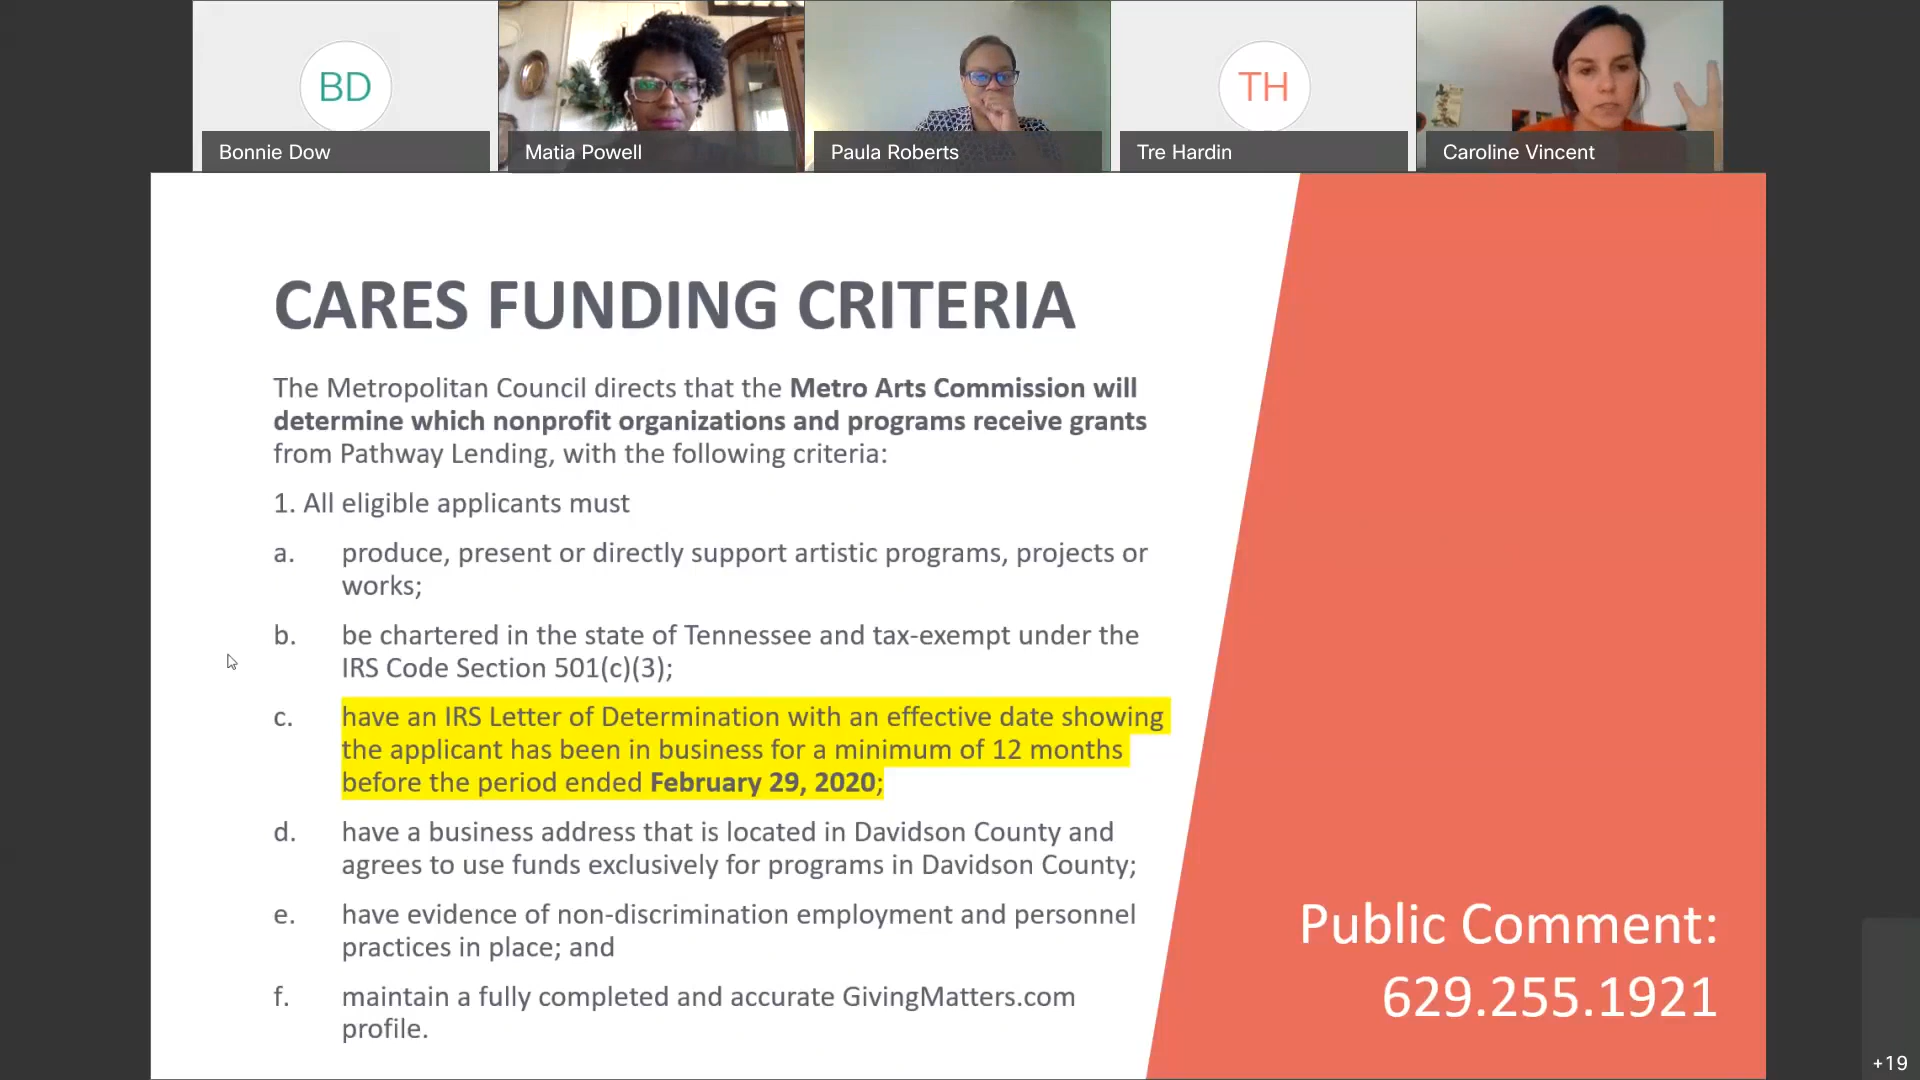 BD
TH
Bonnie Dow
Matia Powell
Paula Roberts
Tre Hardin
Caroline Vincent
CARES FUNDING CRITERIA
The Metropolitan Council directs that the Metro Arts Commission will
determine which nonprofit organizations and programs receive grants
from Pathway Lending, with the following criteria:
1. All eligible applicants must
a. produce, present or directly support artistic programs, projects or
works;
b. be chartered in the state of Tennessee and tax-exempt under the
IRS Code Section 501(c)(3);
c. have an IRS Letter of Determination with an effective date showing
the applicant has been in business for a minimum of 12 months
before the period ended February 29, 2020;
d. have a business address that is located in Davidson County and
agrees to use funds exclusively for programs in Davidson County;
e. have evidence of non-discrimination employment and personnel
practices in place; and
f. maintain a fully completed and accurate GivingMatters.com
profile.
Public Comment:
629.255.1921
+19